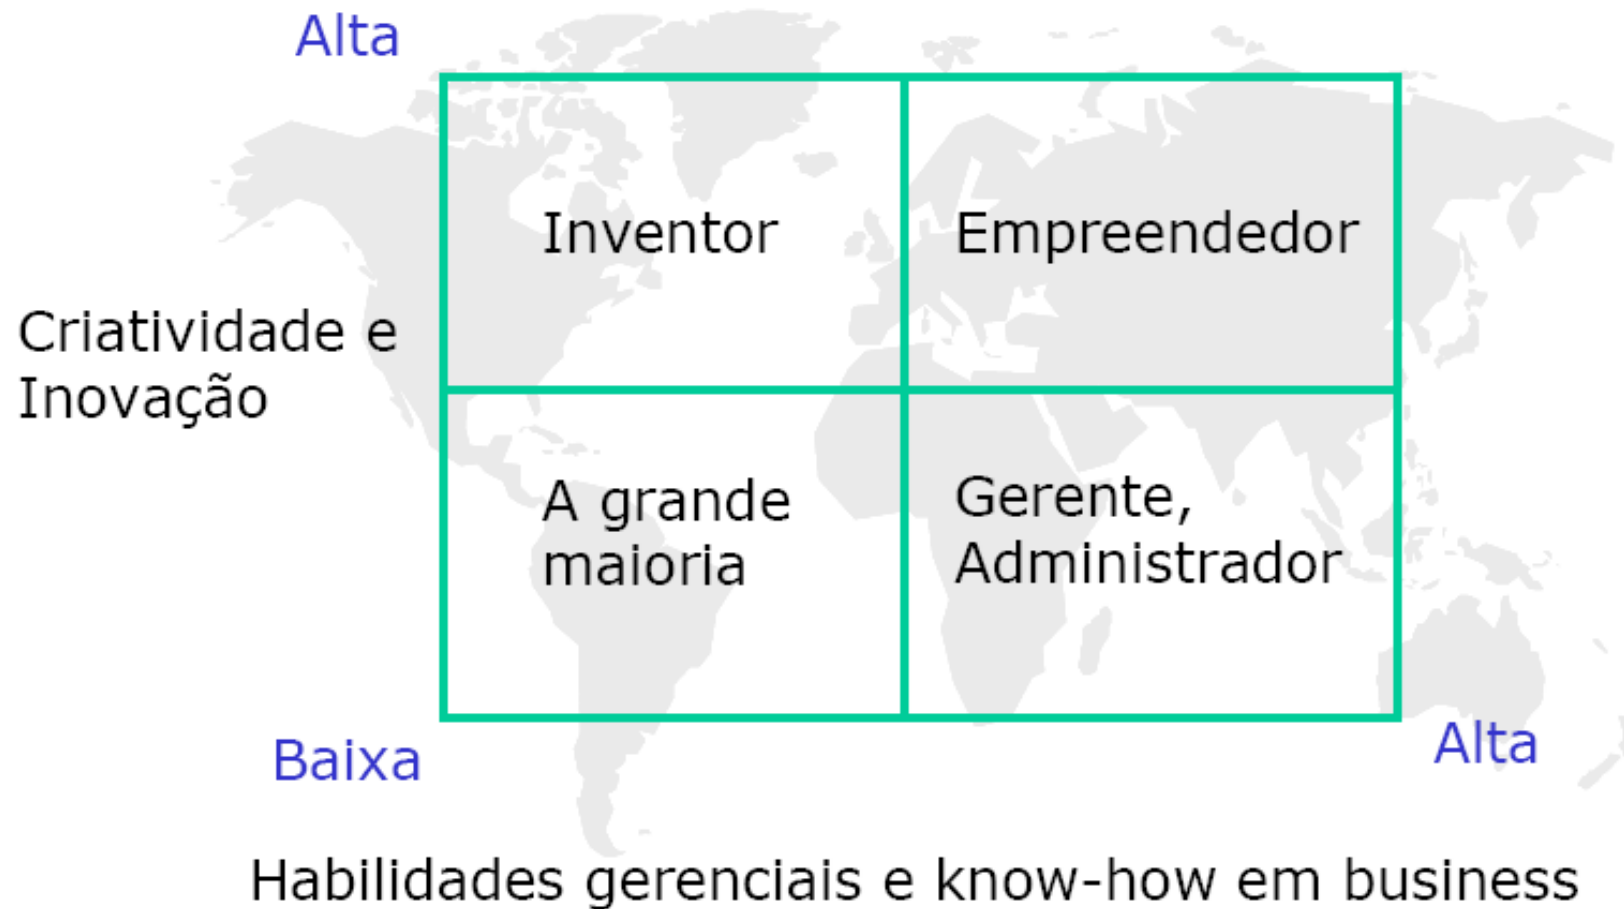 Alta
Inventor
Empreendedor
Criatividade e
Inovação
A grande
maioria
Gerente,
Administrador
Baixa
Alta
Habilidades gerenciais e know-how em business